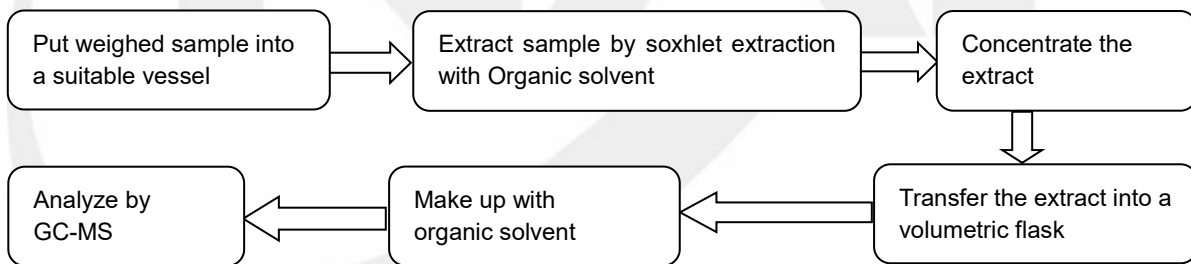 Put weighed sample into
a suitable vessel
Extract sample by soxhlet extraction
with Organic solvent
Concentrate the
extract
Transfer the extract into a
volumetric flask
Make up with
organic solvent
Analyze by
GC-MS